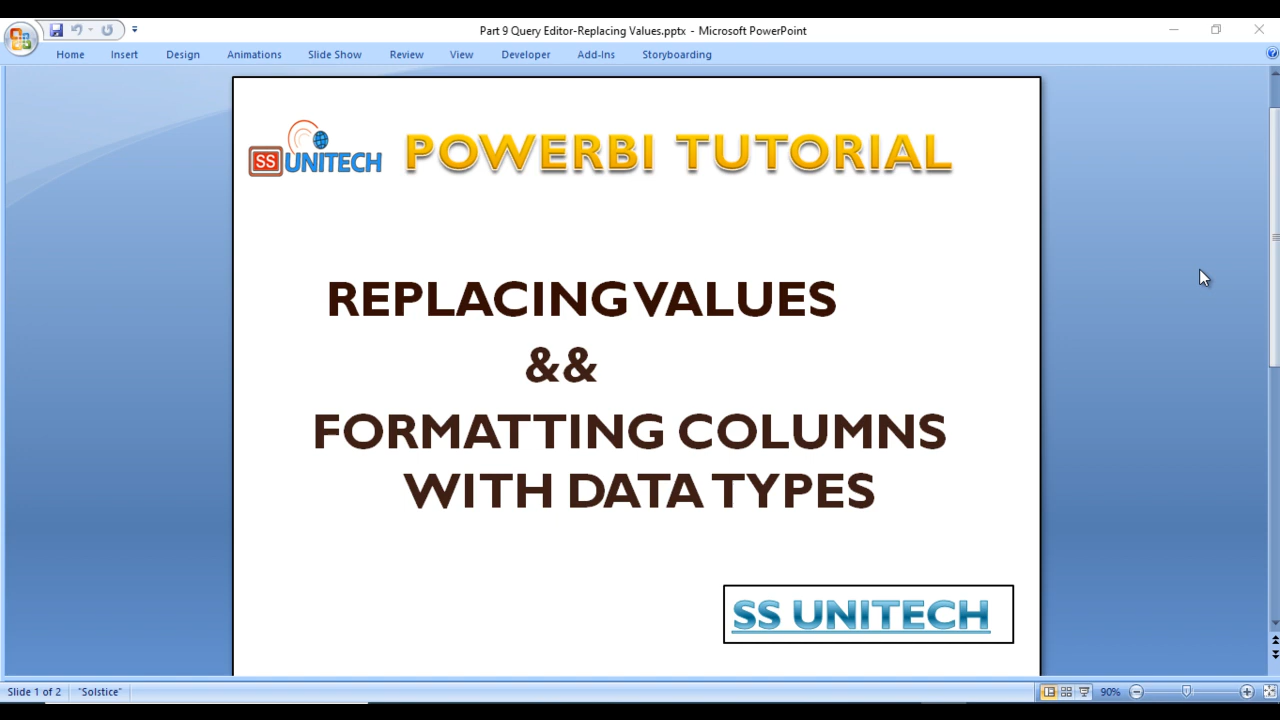 Part 9 Query Editor-Replacing Values.pptx - Microsoft PowerPoint
Home Insert Design Animations Slide Show Review View Developer Add-Ins Storyboarding
SS UNITECH
POWERBI TUTORIAL
REPLACING VALUES
&&
FORMATTING COLUMNS
WITH DATA TYPES
SS UNITECH
Slide 1 of 2 "Solstice" 90%